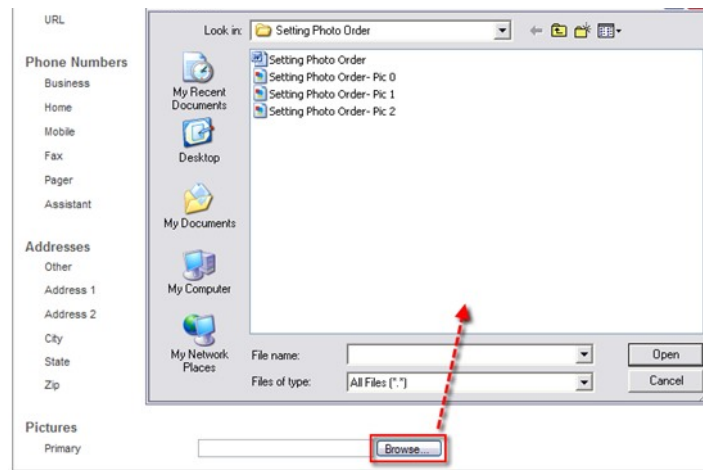 URL
Phone Numbers
Business
Home
Mobile
Fax
Pager
Assistant
Addresses
Other
Address 1
Address 2
City
State
Zip
Pictures
Primary
Browse...
Look in:
Setting Photo Order
My Recent
Documents
Desktop
My Documents
My Computer
My Network
Places
Setting Photo Order
Setting Photo Order- Pic 0
Setting Photo Order- Pic 1
Setting Photo Order- Pic 2
File name:
Open
Files of type:
All Files (*.*)
Cancel